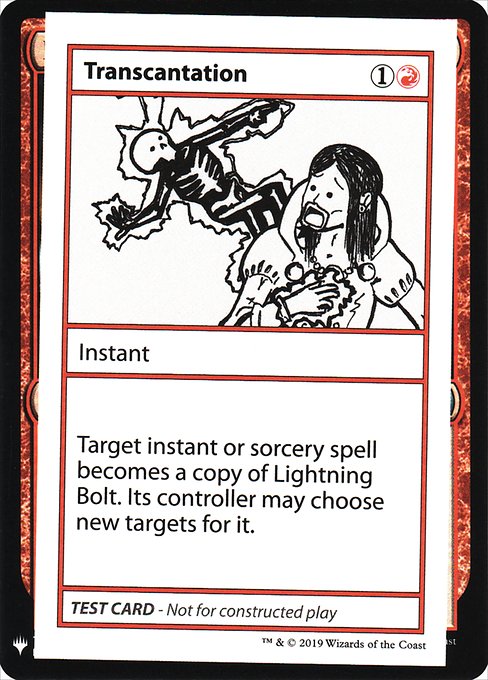 Transcantation 1
Instant
Target instant or sorcery spell
becomes a copy of Lightning
Bolt. Its controller may choose
new targets for it.
TEST CARD - Not for constructed play
™ & © 2019 Wizards of the Coast